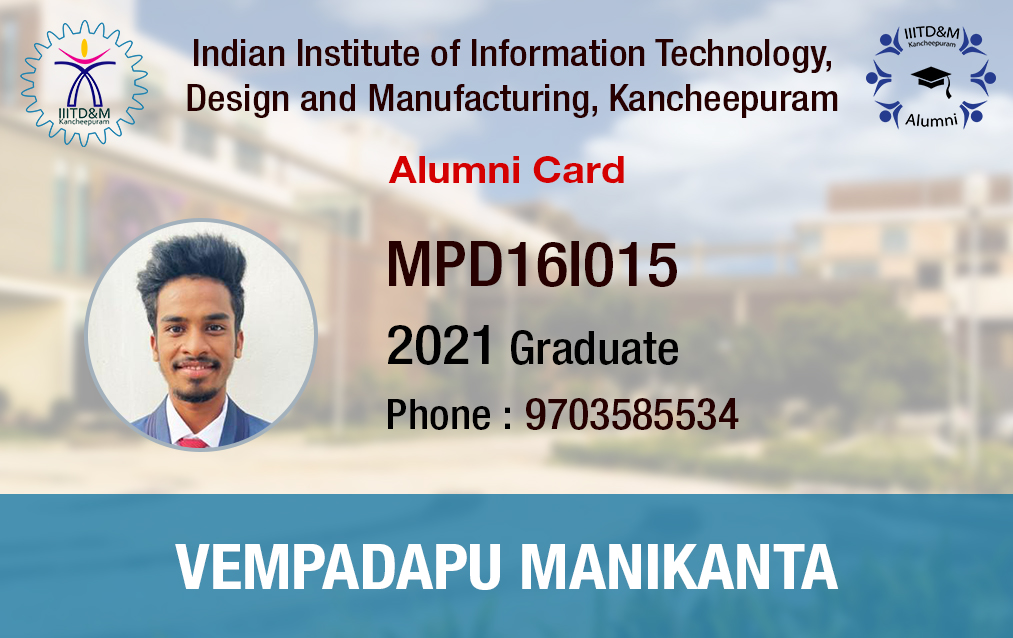 Indian Institute of Information Technology,
Design and Manufacturing, Kancheepuram
IIITD&M
Kancheepuram
IIITD&M
Kancheepuram
Alumni
Alumni Card
MPD16I015
2021 Graduate
Phone : 9703585534
VEMPADAPU MANIKANTA